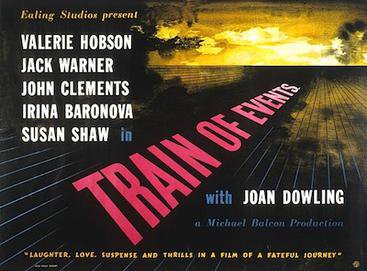 Ealing Studios present
VALERIE HOBSON
JACK WARNER
JOHN CLEMENTS
IRINA BARONOVA
SUSAN SHAW in
TRAIN OF EVENTS
with JOAN DOWLING
a Michael Balcon Production
"LAUGHTER, LOVE, SUSPENSE AND THRILLS IN A FILM OF A FATEFUL JOURNEY"